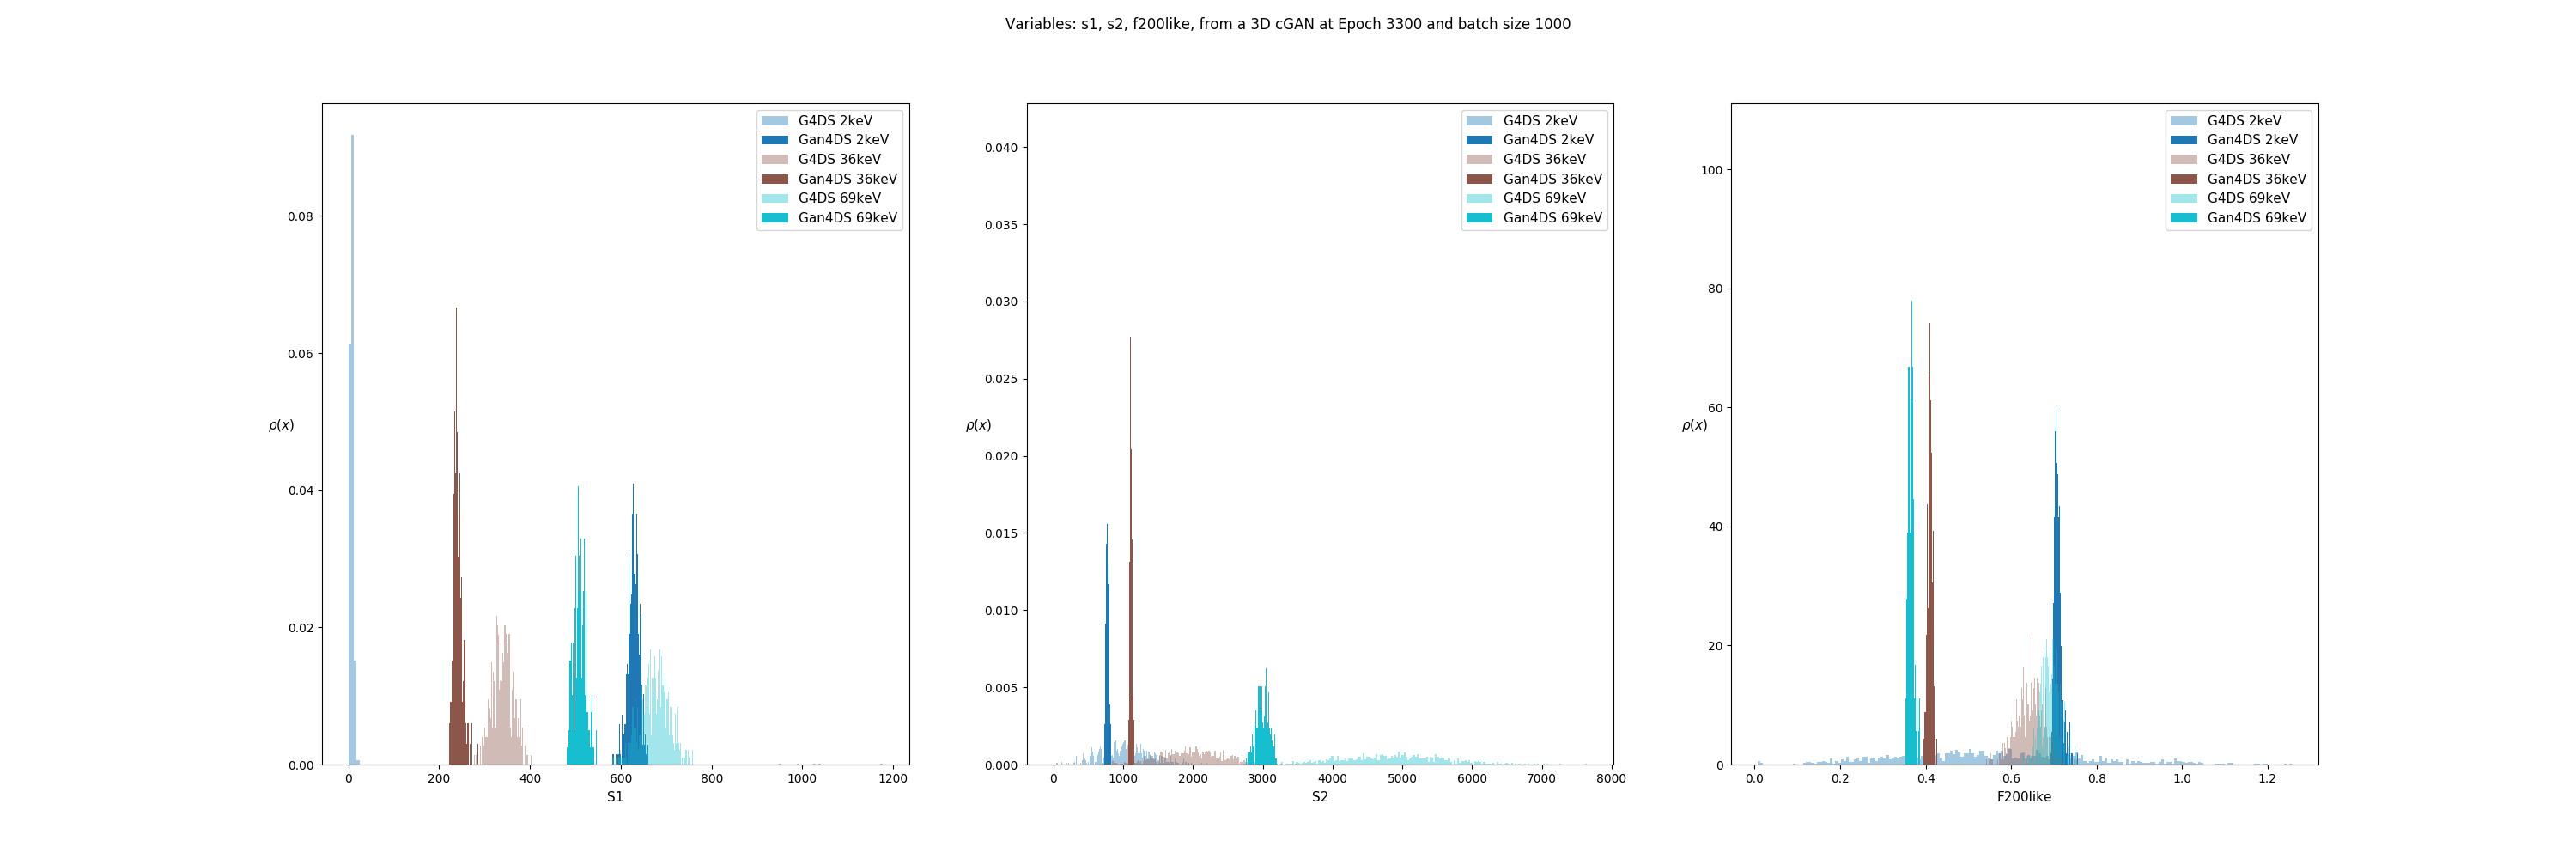 Variables: s1, s2, f200like, from a 3D cGAN at Epoch 3300 and batch size 1000
G4DS 2keV
Gan4DS 2keV
G4DS 36keV
Gan4DS 36keV
G4DS 69keV
Gan4DS 69keV
0.08
0.06
0.04
0.02
0.00
ρ(x)
0 200 400 600 800 1000 1200
S1
G4DS 2keV
Gan4DS 2keV
G4DS 36keV
Gan4DS 36keV
G4DS 69keV
Gan4DS 69keV
0.040
0.035
0.030
0.025
0.020
0.015
0.010
0.005
0.000
ρ(x)
0 1000 2000 3000 4000 5000 6000 7000 8000
S2
G4DS 2keV
Gan4DS 2keV
G4DS 36keV
Gan4DS 36keV
G4DS 69keV
Gan4DS 69keV
100
80
60
40
20
0
ρ(x)
0.0 0.2 0.4 0.6 0.8 1.0 1.2
F200like